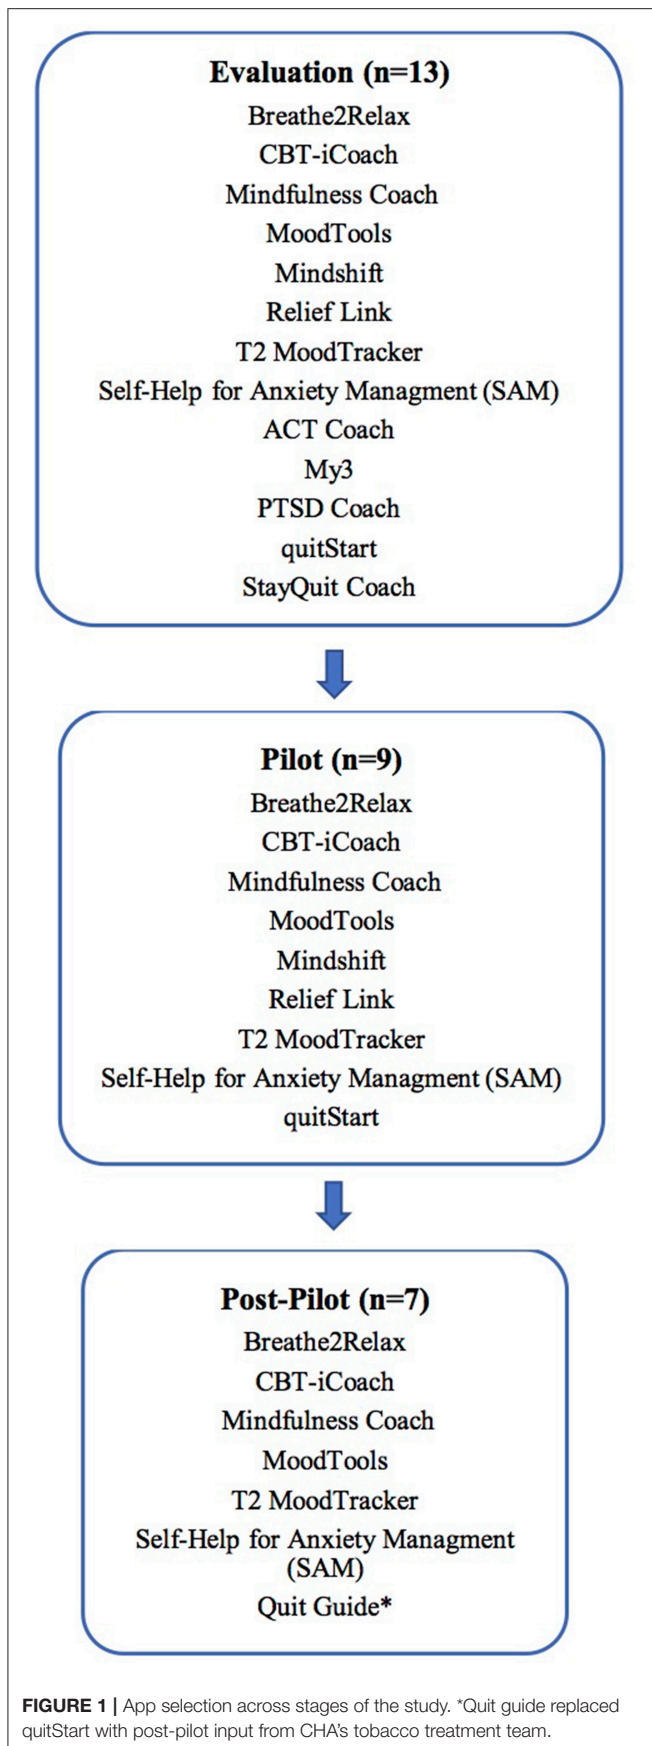 Evaluation (n=13)
Breathe2Relax
CBT-iCoach
Mindfulness Coach
MoodTools
Mindshift
Relief Link
T2 MoodTracker
Self-Help for Anxiety Managment (SAM)
ACT Coach
My3
PTSD Coach
quitStart
StayQuit Coach
Pilot (n=9)
Breathe2Relax
CBT-iCoach
Mindfulness Coach
MoodTools
Mindshift
Relief Link
T2 MoodTracker
Self-Help for Anxiety Managment (SAM)
quitStart
Post-Pilot (n=7)
Breathe2Relax
CBT-iCoach
Mindfulness Coach
MoodTools
T2 MoodTracker
Self-Help for Anxiety Managment
(SAM)
Quit Guide*
FIGURE 1 | App selection across stages of the study. *Quit guide replaced
quitStart with post-pilot input from CHA's tobacco treatment team.